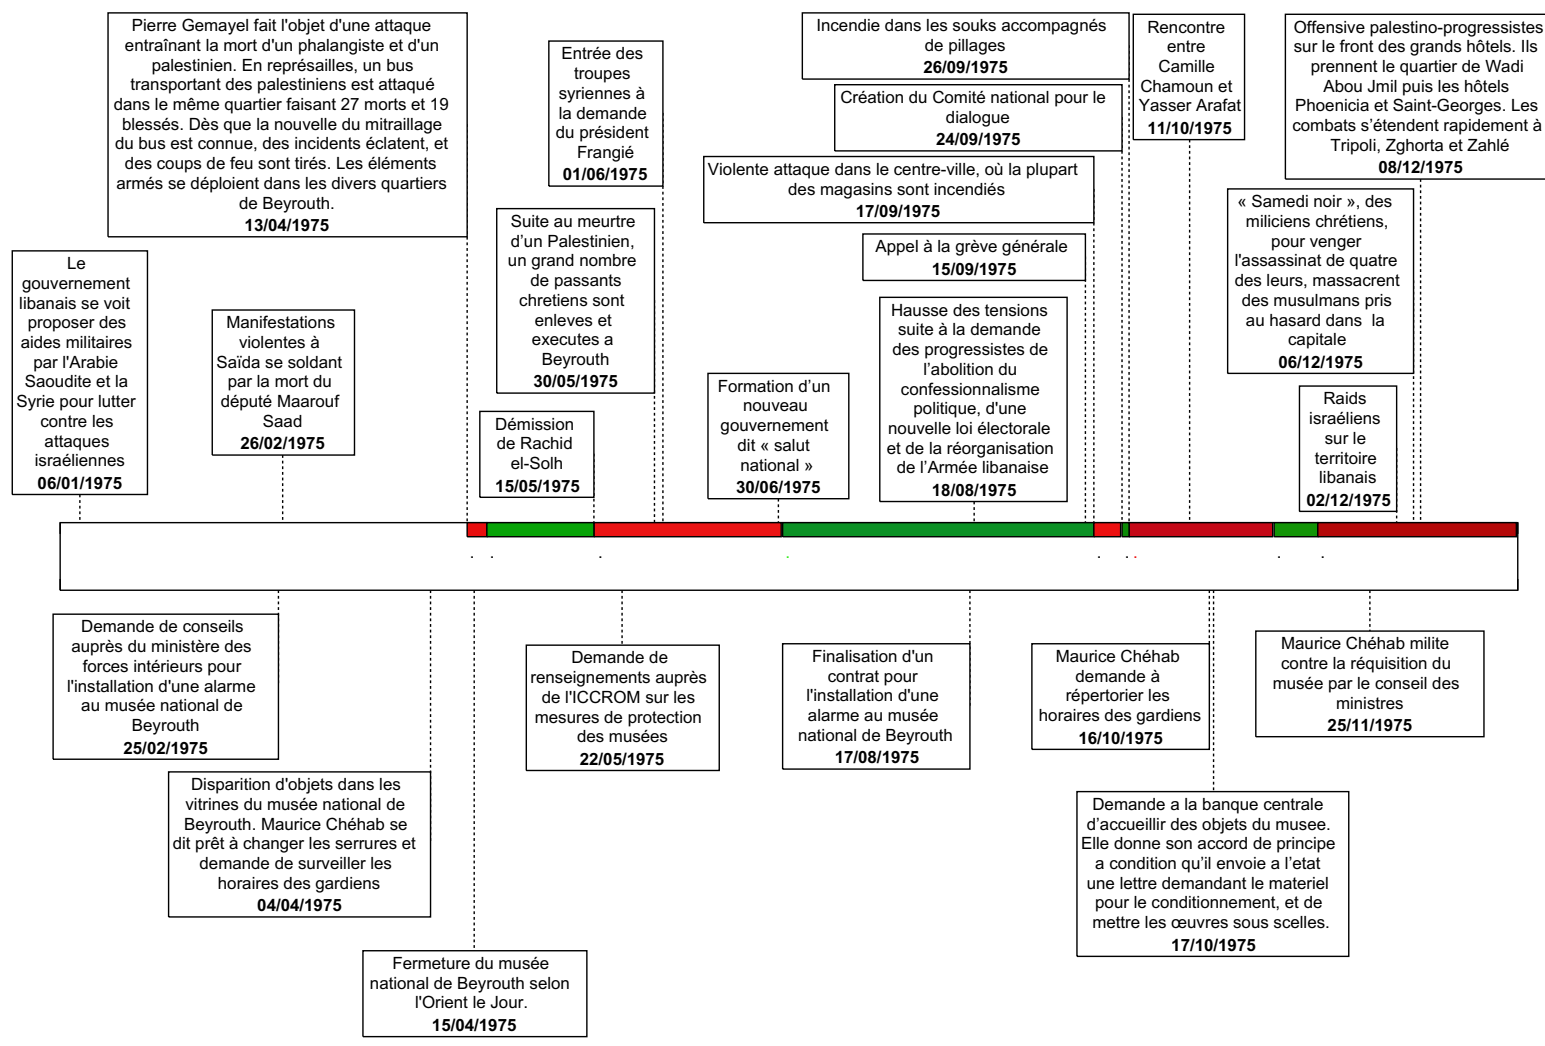 Pierre Gemayel fait l'objet d'une attaque
entraînant la mort d'un phalangiste et d'un
palestinien. En représailles, un bus
transportant des palestiniens est attaqué
dans le même quartier faisant 27 morts et 19
blessés. Dès que la nouvelle du mitraillage
du bus est connue, des incidents éclatent, et
des coups de feu sont tirés. Les éléments
armés se déploient dans les divers quartiers
de Beyrouth.
13/04/1975
Entrée des
troupes
syriennes à
la demande
du président
Frangié
01/06/1975
Incendie dans les souks accompagnés
de pillages
26/09/1975
Création du Comité national pour le
dialogue
24/09/1975
Violente attaque dans le centre-ville, où la plupart
des magasins sont incendiés
17/09/1975
Appel à la grève générale
15/09/1975
Rencontre
entre
Camille
Chamoun et
Yasser Arafat
11/10/1975
Offensive palestino-progressistes
sur le front des grands hôtels. Ils
prennent le quartier de Wadi
Abou Jmil puis les hôtels
Phoenicia et Saint-Georges. Les
combats s’étendent rapidement à
Tripoli, Zghorta et Zahlé
08/12/1975
« Samedi noir », des
miliciens chrétiens,
pour venger
l'assassinat de quatre
des leurs, massacrent
des musulmans pris
au hasard dans la
capitale
06/12/1975
Le
gouvernement
libanais se voit
proposer des
aides militaires
par l'Arabie
Saoudite et la
Syrie pour lutter
contre les
attaques
israéliennes
06/01/1975
Manifestations
violentes à
Saïda se soldant
par la mort du
député Maarouf
Saad
26/02/1975
Suite au meurtre
d’un Palestinien,
un grand nombre
de passants
chretiens sont
enleves et
executes a
Beyrouth
30/05/1975
Démission
de Rachid
el-Solh
15/05/1975
Formation d’un
nouveau
gouvernement
dit « salut
national »
30/06/1975
Hausse des tensions
suite à la demande
des progressistes de
l’abolition du
confessionnalisme
politique, d'une
nouvelle loi électorale
et de la réorganisation
de l’Armée libanaise
18/08/1975
Raids
israéliens
sur le
territoire
libanais
02/12/1975
Demande de conseils
auprès du ministère des
forces intérieurs pour
l'installation d'une alarme
au musée national de
Beyrouth
25/02/1975
Disparition d'objets dans les
vitrines du musée national de
Beyrouth. Maurice Chéhab se
dit prêt à changer les serrures et
demande de surveiller les
horaires des gardiens
04/04/1975
Fermeture du musée
national de Beyrouth selon
l'Orient le Jour.
15/04/1975
Demande de
renseignements auprès
de l'ICCROM sur les
mesures de protection
des musées
22/05/1975
Finalisation d'un
contrat pour
l'installation d'une
alarme au musée
national de Beyrouth
17/08/1975
Maurice Chéhab
demande à
répertorier les
horaires des gardiens
16/10/1975
Demande a la banque centrale
d’accueillir des objets du musee.
Elle donne son accord de principe
a condition qu’il envoie a l’etat
une lettre demandant le materiel
pour le conditionnement, et de
mettre les œuvres sous scelles.
17/10/1975
Maurice Chéhab milite
contre la réquisition du
musée par le conseil des
ministres
25/11/1975